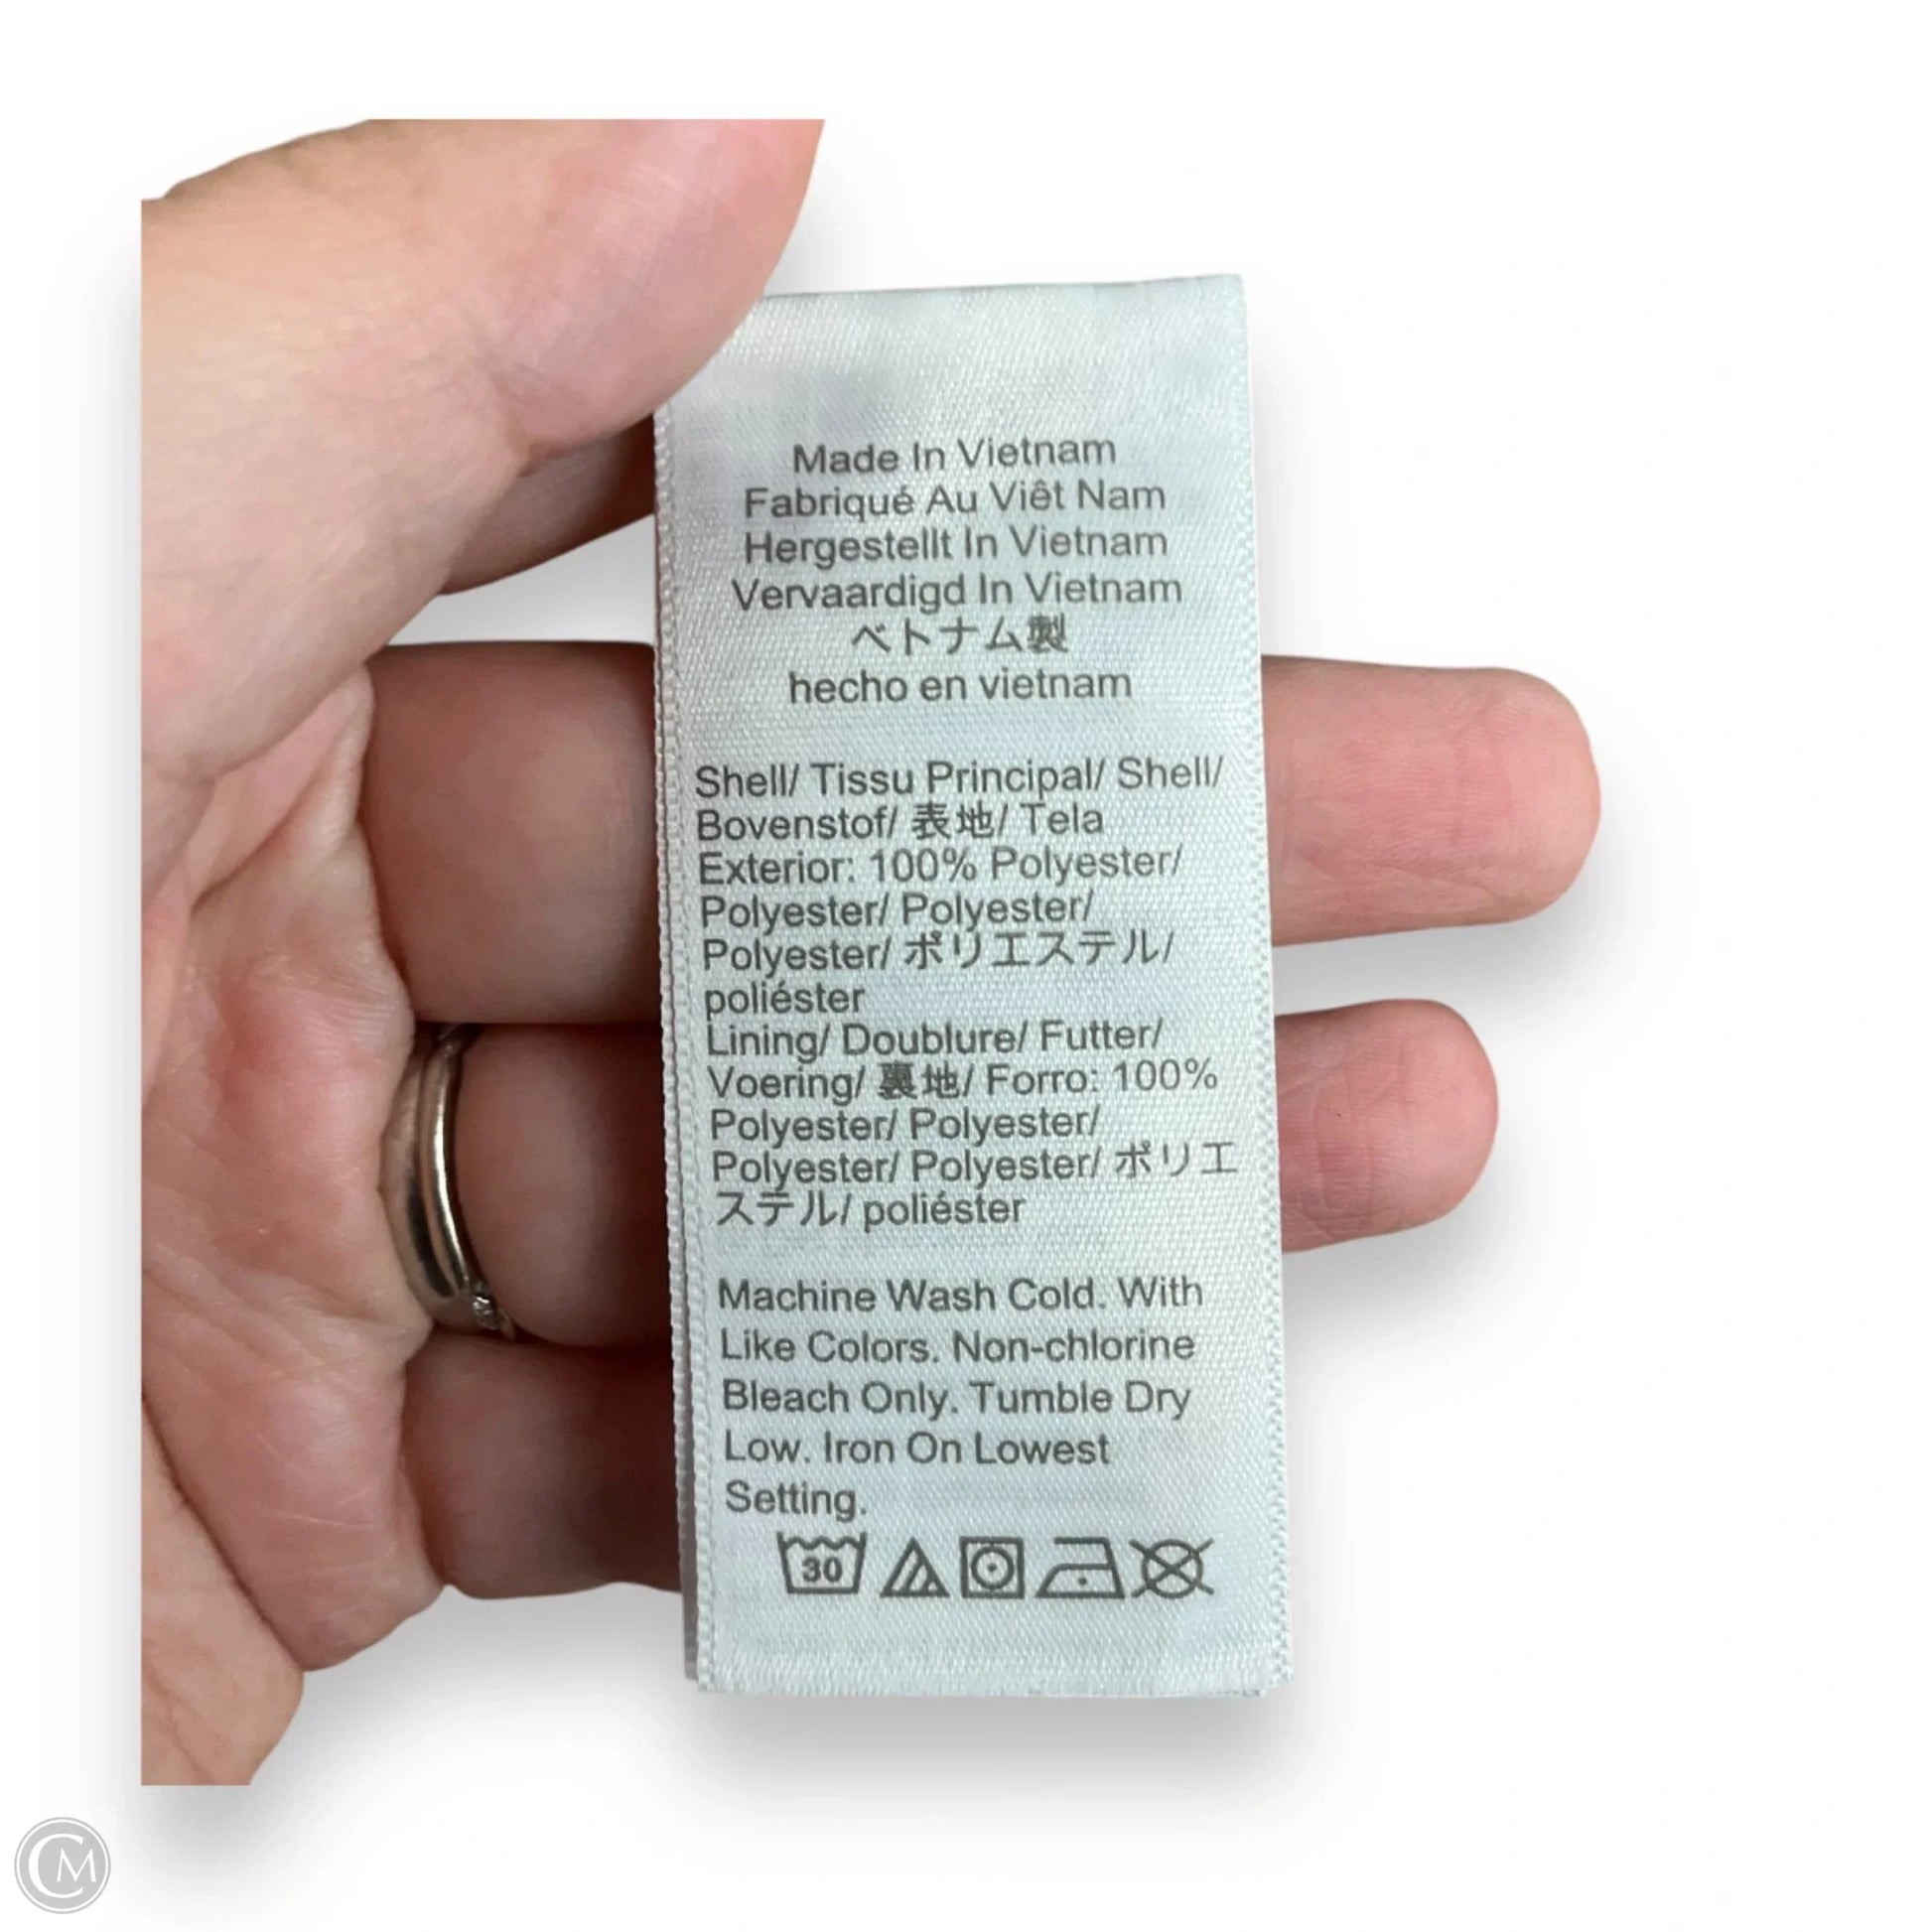 Made In Vietnam
Fabriqué Au Viêt Nam
Hergestellt In Vietnam
Vervaardigd In Vietnam
ベトナム製
hecho en vietnam
Shell/ Tissu Principal/ Shell/
Bovenstof/ 表地/ Tela
Exterior: 100% Polyester/
Polyester/ Polyester/
Polyester/ ポリエステル/
poliéster
Lining/ Doublure/ Futter/
Voering/ 裏地/ Forro: 100%
Polyester/ Polyester/
Polyester/ Polyester/ ポリエ
ステル/ poliéster
Machine Wash Cold. With
Like Colors. Non-chlorine
Bleach Only. Tumble Dry
Low. Iron On Lowest
Setting.
30
CM